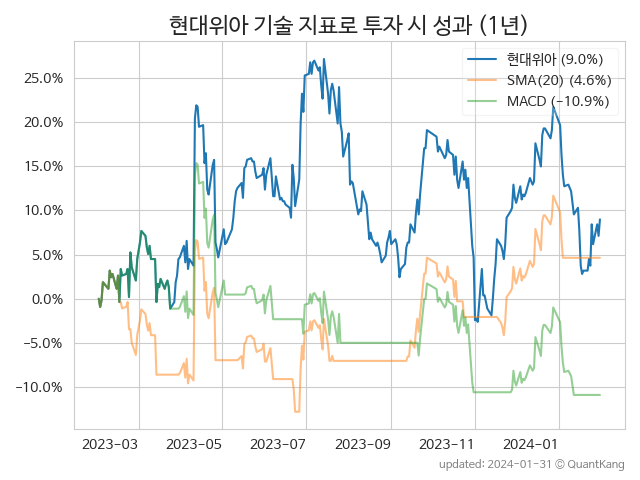 현대위아 기술 지표로 투자 시 성과 (1년)
현대위아 (9.0%)
SMA(20) (4.6%)
MACD (-10.9%)
25.0%
20.0%
15.0%
10.0%
5.0%
0.0%
-5.0%
-10.0%
2023-03 2023-05 2023-07 2023-09 2023-11 2024-01
updated: 2024-01-31 © QuantKang